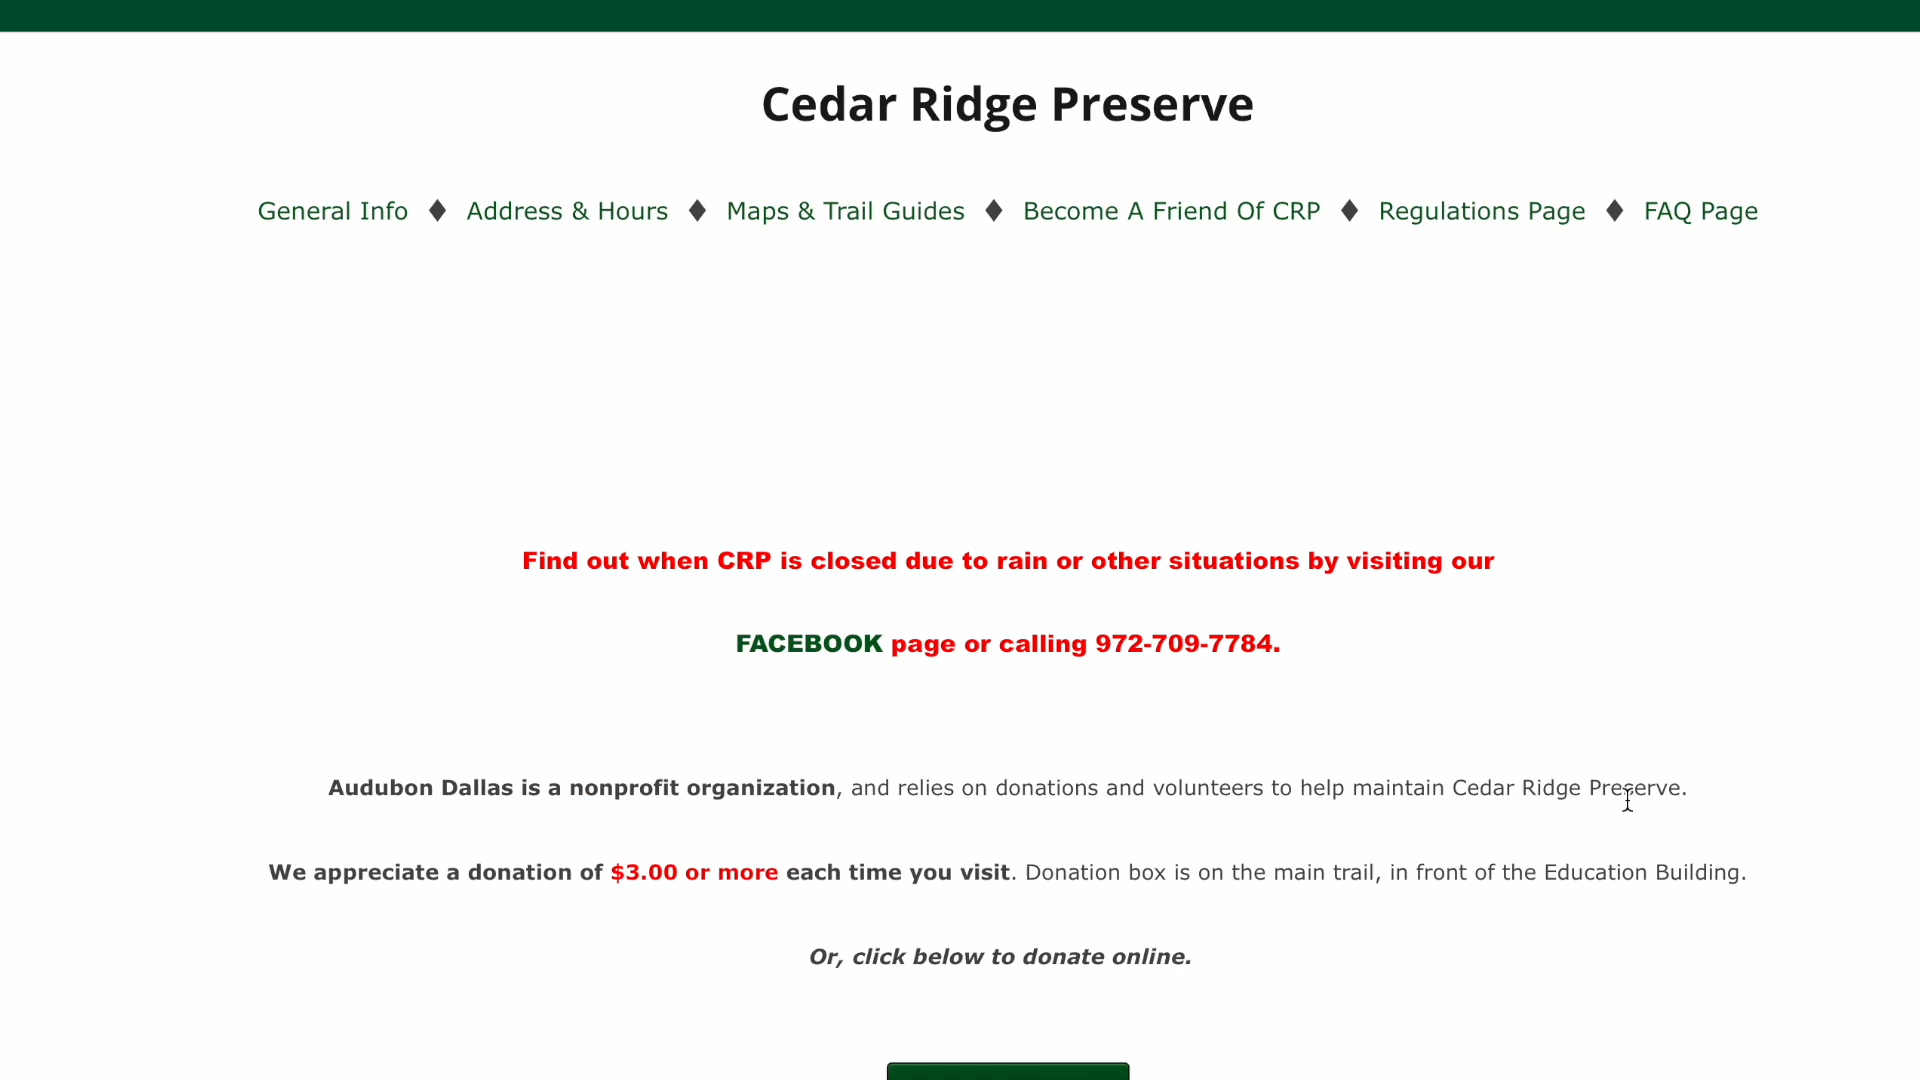 Cedar Ridge Preserve
General Info ♦ Address & Hours ♦ Maps & Trail Guides ♦ Become A Friend Of CRP ♦ Regulations Page ♦ FAQ Page
Find out when CRP is closed due to rain or other situations by visiting our
FACEBOOK page or calling 972-709-7784.
Audubon Dallas is a nonprofit organization, and relies on donations and volunteers to help maintain Cedar Ridge Preserve.
We appreciate a donation of $3.00 or more each time you visit. Donation box is on the main trail, in front of the Education Building.
Or, click below to donate online.